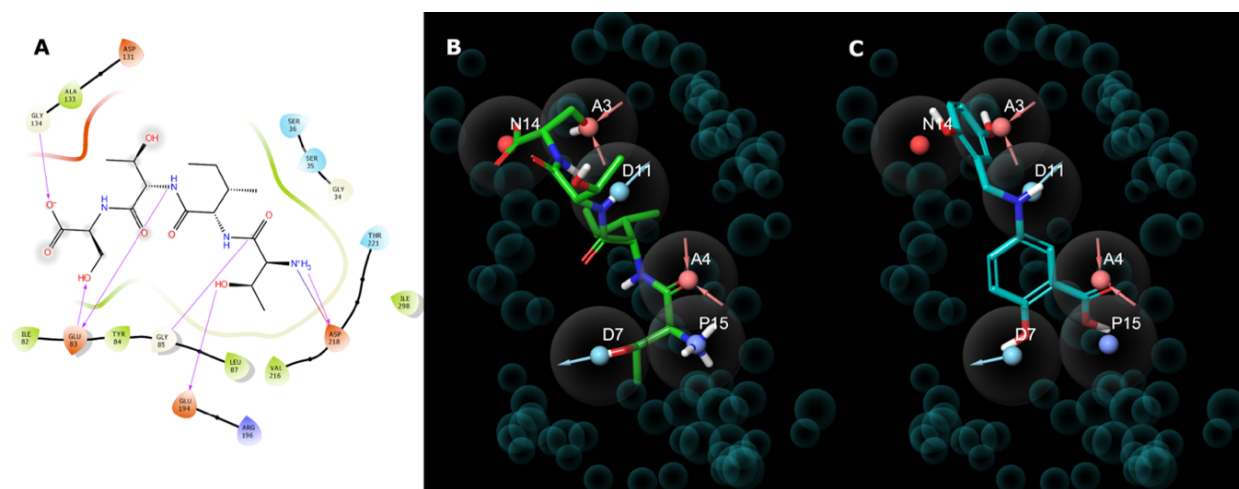 A
ASP
131
ALA
133
GLY
134
OH
H
N
O⁻
O
N
H
O
HO
O
NH
O
HO
N⁺H₃
SER
36
SER
35
GLY
34
THR
221
ILE
298
ASP
218
VAL
216
ILE
82
GLU
83
TYR
84
GLY
85
LEU
87
GLU
194
ARG
196
B
A3
N14
D11
A4
P15
D7
C
A3
N14
D11
A4
P15
D7